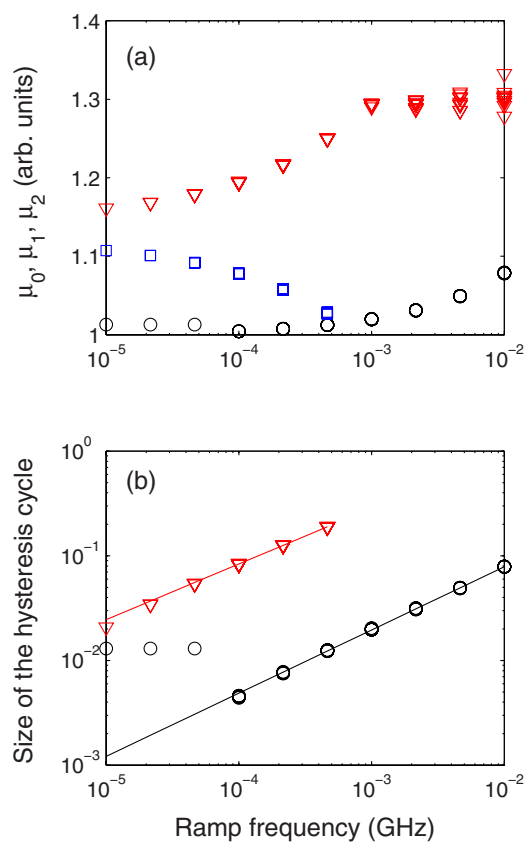 1.4
(a)
1.3
1.2
1.1
1
μ0, μ1, μ2 (arb. units)
10^-5 10^-4 10^-3 10^-2
10^0
(b)
10^-1
10^-2
10^-3
Size of the hysteresis cycle
10^-5 10^-4 10^-3 10^-2
Ramp frequency (GHz)